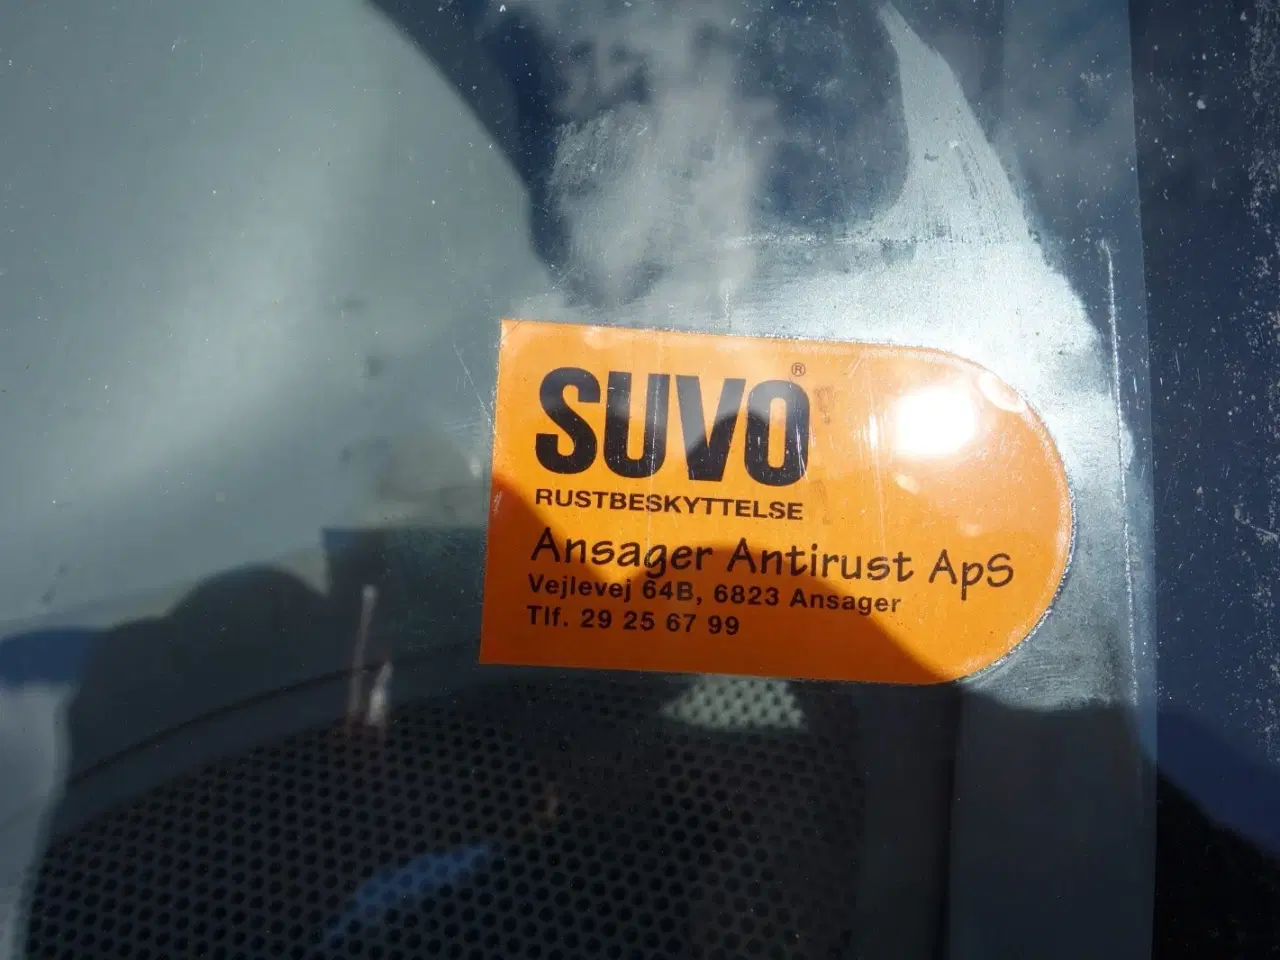 SUVO®
RUSTBESKYTTELSE
Ansager Antirust ApS
Vejlevej 64B, 6823 Ansager
Tlf. 29 25 67 99